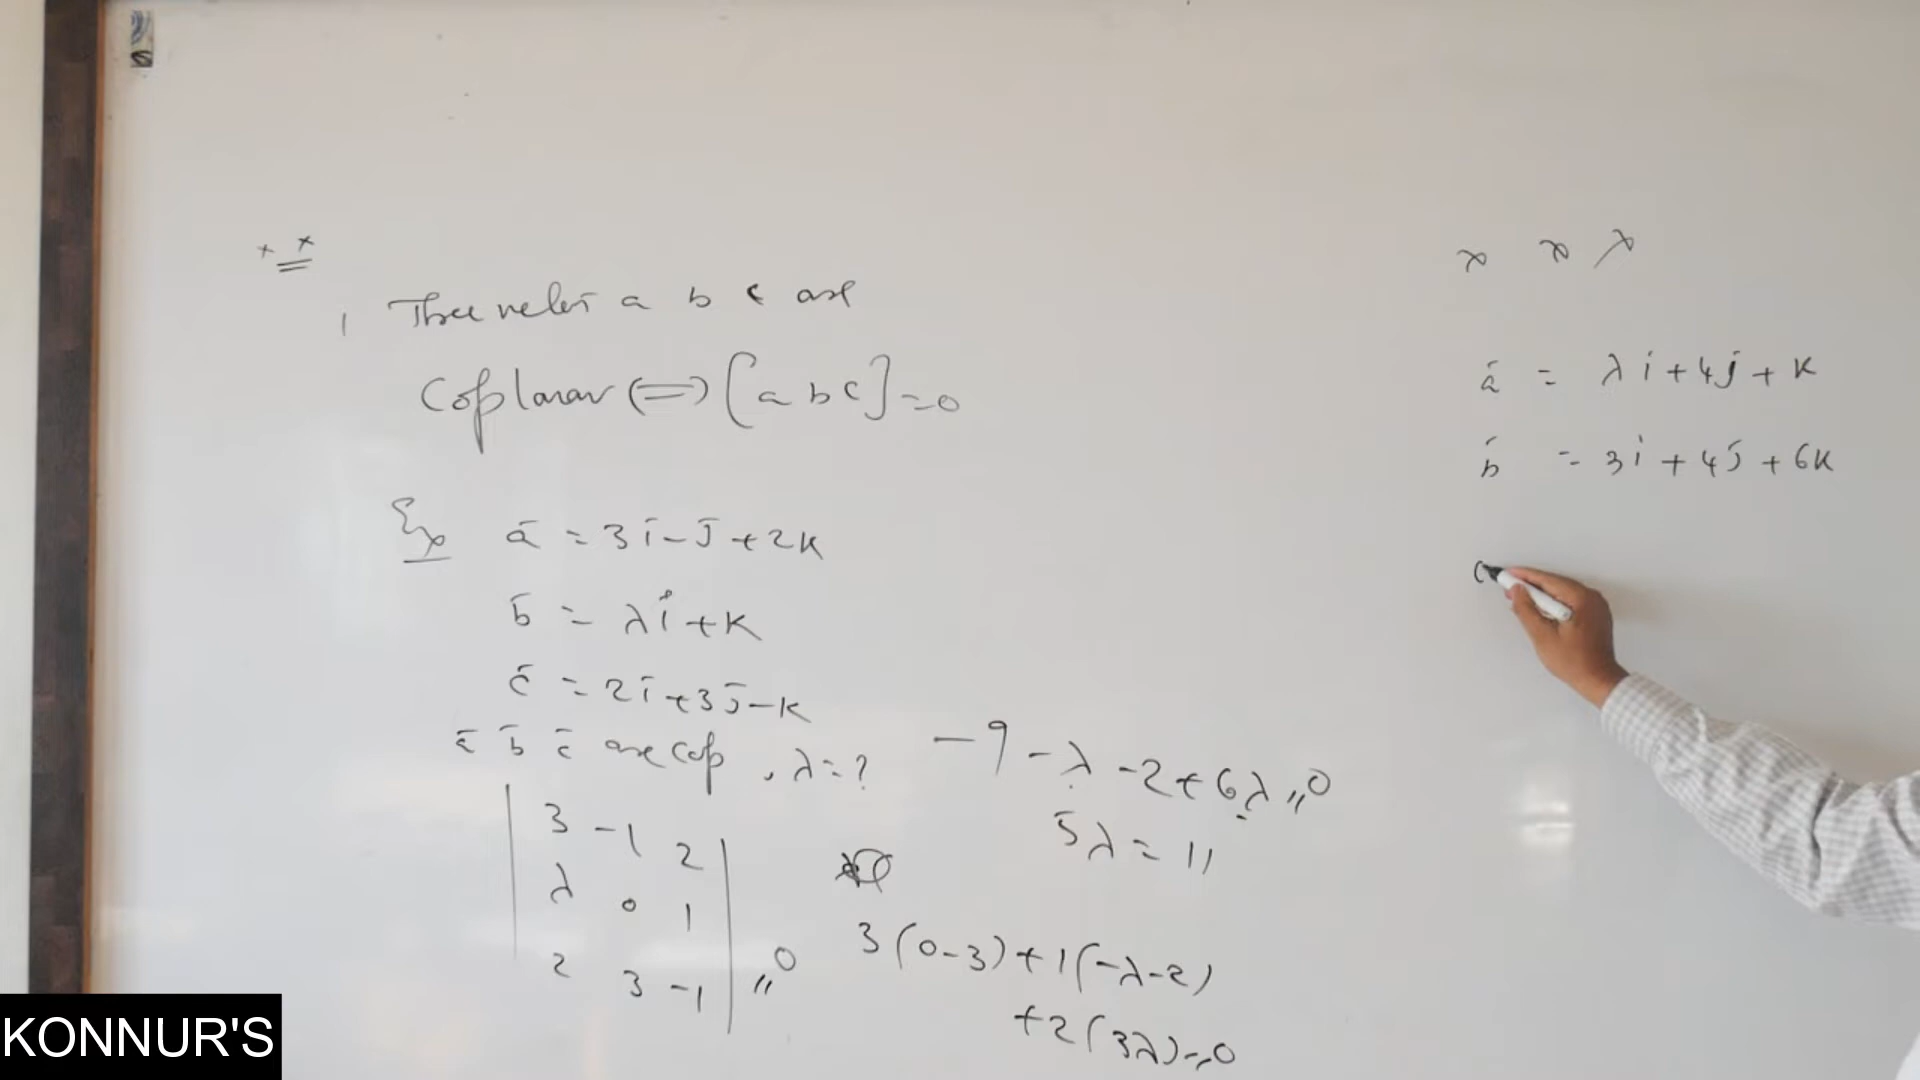 1 Three a b c are
Coplanar <=> [a b c] = 0
Ex ā = 3i - j + 2k
b̄ = λi + k
c̄ = 2i + 3j - k
ā b̄ c̄ are cop, λ = ?
3 -1 2
λ 0 1
2 3 -1 = 0
-9 - λ - 2 + 6λ = 0
5λ = 11
3(0-3) + 1(-λ-2)
+ 2(3λ) = 0
ā = λi + 4j + k
b̄ = 3i + 4j + 6k
KONNUR'S